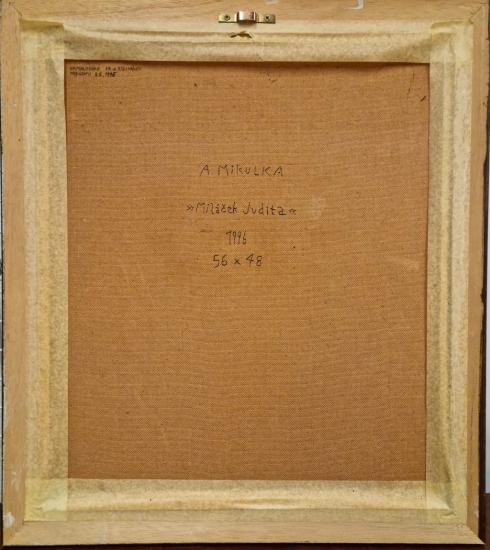 A. MIKULKA
»Miláček Judita«
1996
56 x 48